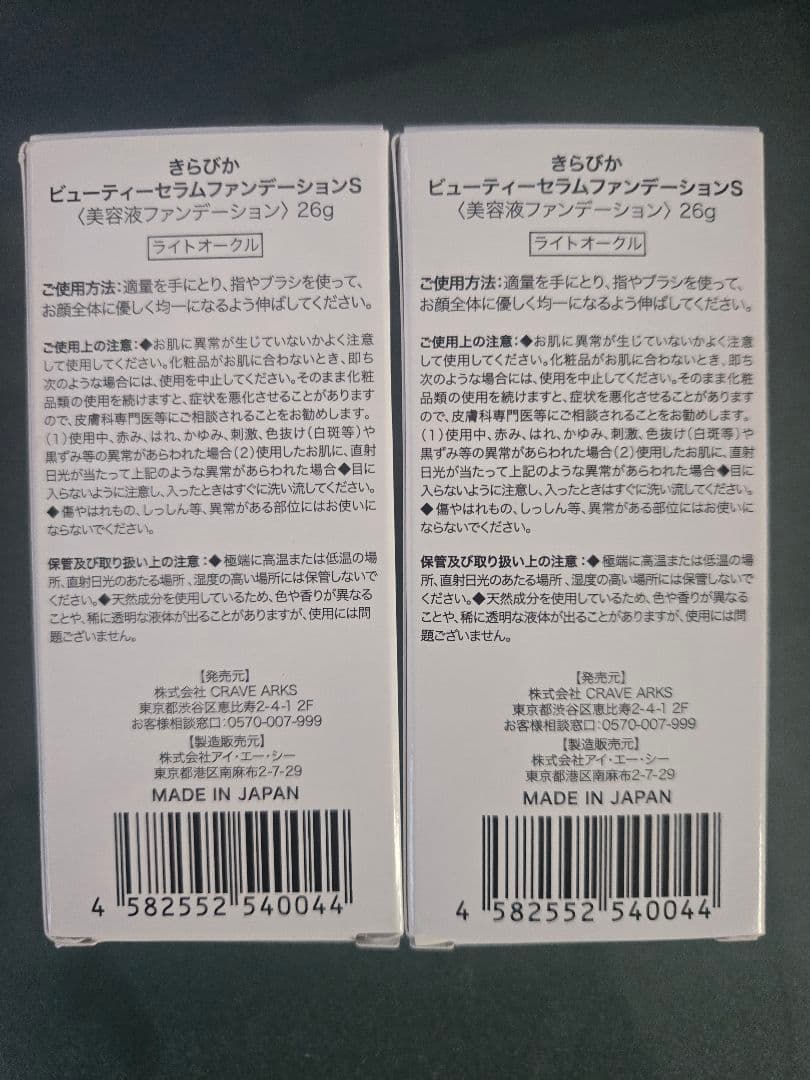 きらびか
ビューティーセラムファンデーションS
〈美容液ファンデーション〉26g
ライトオークル
ご使用方法：適量を手にとり、指やブラシを使って、
お顔全体に優しく均一になるよう伸ばしてください。
ご使用上の注意：◆お肌に異常が生じていないかよく注意
して使用してください。化粧品がお肌に合わないとき、即ち
次のような場合には、使用を中止してください。そのまま化粧
品類の使用を続けますと、症状を悪化させることがあります
ので、皮膚科専門医等にご相談されることをお勧めします。
（1）使用中、赤み、はれ、かゆみ、刺激、色抜け（白斑等）や
黒ずみ等の異常があらわれた場合（2）使用したお肌に、直射
日光が当たって上記のような異常があらわれた場合◆目に
入らないように注意し、入ったときはすぐに洗い流してください。
◆傷やはれもの、しっしん等、異常がある部位にはお使いに
ならないでください。
保管及び取り扱い上の注意：◆極端に高温または低温の場
所、直射日光のあたる場所、湿度の高い場所には保管しないで
ください。◆天然成分を使用しているため、色や香りが異なる
ことや、稀に透明な液体が出ることがありますが、使用には問
題ございません。
【発売元】
株式会社 CRAVE ARKS
東京都渋谷区恵比寿2-4-1 2F
お客様相談窓口：0570-007-999
【製造販売元】
株式会社アイ・エー・シー
東京都港区南麻布2-7-29
MADE IN JAPAN
4 582552 540044
きらびか
ビューティーセラムファンデーションS
〈美容液ファンデーション〉26g
ライトオークル
ご使用方法：適量を手にとり、指やブラシを使って、
お顔全体に優しく均一になるよう伸ばしてください。
ご使用上の注意：◆お肌に異常が生じていないかよく注意
して使用してください。化粧品がお肌に合わないとき、即ち
次のような場合には、使用を中止してください。そのまま化粧
品類の使用を続けますと、症状を悪化させることがあります
ので、皮膚科専門医等にご相談されることをお勧めします。
（1）使用中、赤み、はれ、かゆみ、刺激、色抜け（白斑等）や
黒ずみ等の異常があらわれた場合（2）使用したお肌に、直射
日光が当たって上記のような異常があらわれた場合◆目に
入らないように注意し、入ったときはすぐに洗い流してください。
◆傷やはれもの、しっしん等、異常がある部位にはお使いに
ならないでください。
保管及び取り扱い上の注意：◆極端に高温または低温の場
所、直射日光のあたる場所、湿度の高い場所には保管しないで
ください。◆天然成分を使用しているため、色や香りが異なる
ことや、稀に透明な液体が出ることがありますが、使用には問
題ございません。
【発売元】
株式会社 CRAVE ARKS
東京都渋谷区恵比寿2-4-1 2F
お客様相談窓口：0570-007-999
【製造販売元】
株式会社アイ・エー・シー
東京都港区南麻布2-7-29
MADE IN JAPAN
4 582552 540044